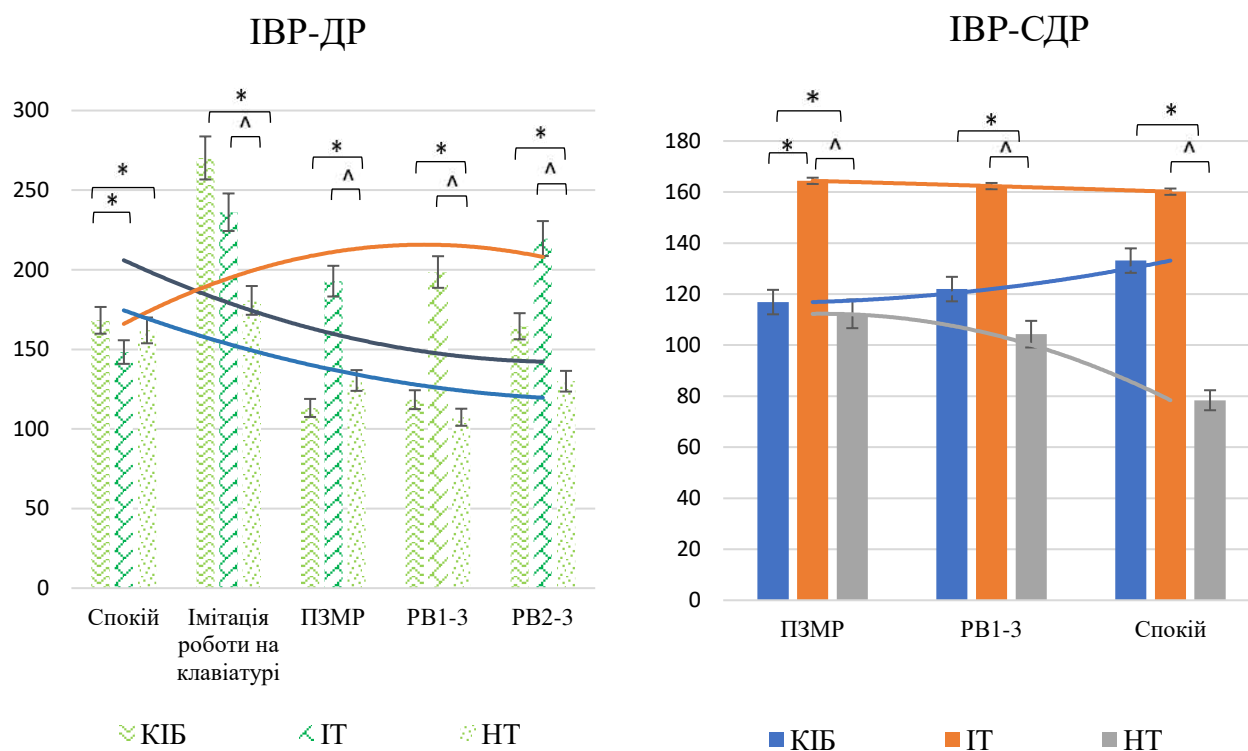 ІВР-ДР
300
250
200
150
100
50
0
* * * ^ * ^ * ^ * ^
Спокій
Імітація
роботи на
клавіатурі
ПЗМР
РВ1-3
РВ2-3
КІБ
ІТ
НТ
ІВР-СДР
180
160
140
120
100
80
60
40
20
0
* * ^ * ^ * ^
ПЗМР
РВ1-3
Спокій
КІБ
ІТ
НТ